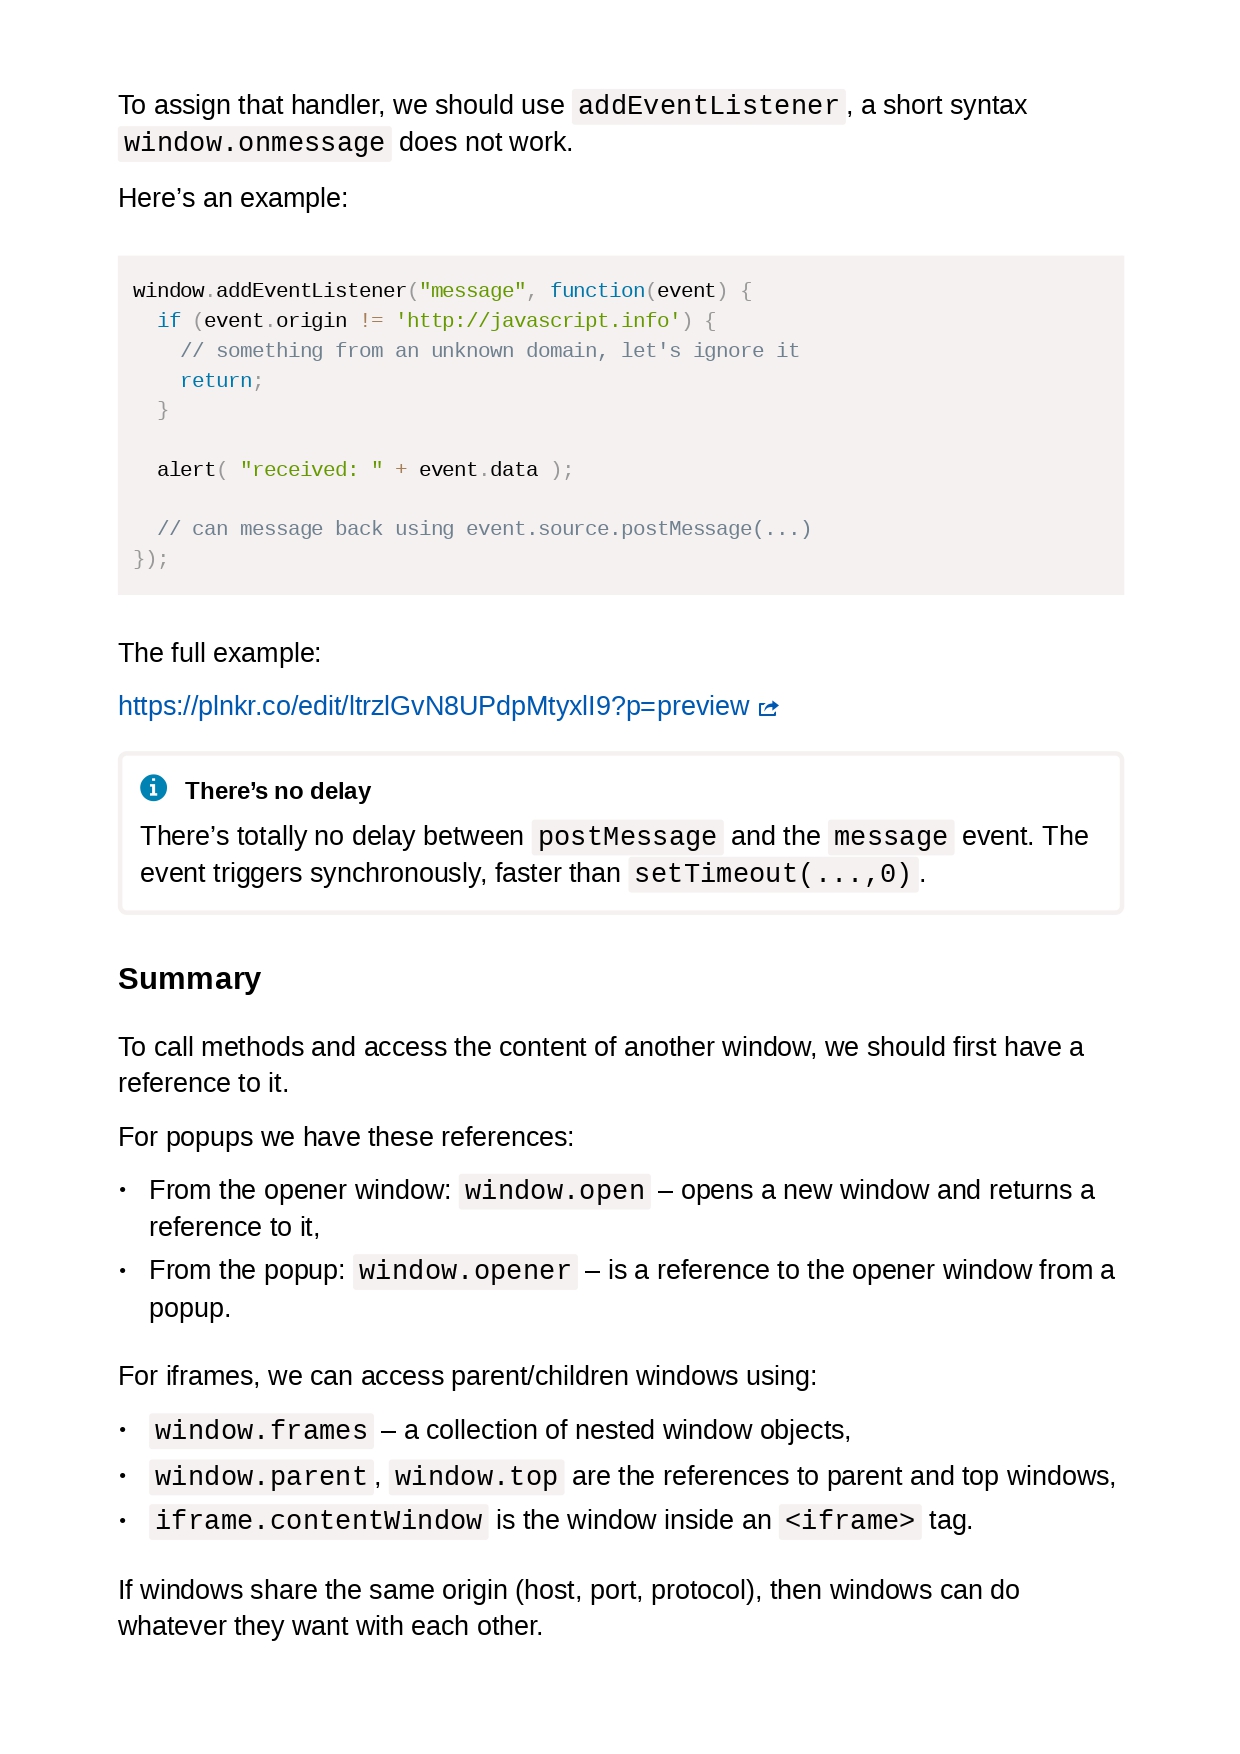 To assign that handler, we should use addEventListener, a short syntax
window.onmessage does not work.
Here’s an example:
window.addEventListener("message", function(event) {
  if (event.origin != 'http://javascript.info') {
    // something from an unknown domain, let's ignore it
    return;
  }
  alert( "received: " + event.data );
  // can message back using event.source.postMessage(...)
});
The full example:
https://plnkr.co/edit/ltrzlGvN8UPdpMtyxlI9?p=preview
There’s no delay
There’s totally no delay between postMessage and the message event. The
event triggers synchronously, faster than setTimeout(...,0).
Summary
To call methods and access the content of another window, we should first have a
reference to it.
For popups we have these references:
• From the opener window: window.open – opens a new window and returns a
reference to it,
• From the popup: window.opener – is a reference to the opener window from a
popup.
For iframes, we can access parent/children windows using:
• window.frames – a collection of nested window objects,
• window.parent, window.top are the references to parent and top windows,
• iframe.contentWindow is the window inside an <iframe> tag.
If windows share the same origin (host, port, protocol), then windows can do
whatever they want with each other.